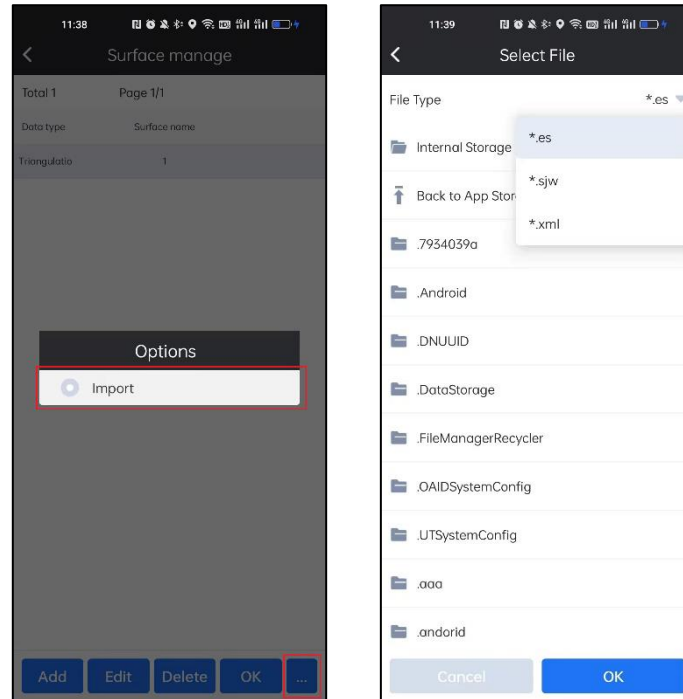 11:38
Surface manage
Total 1 Page 1/1
Data type Surface name
Triangulatio 1
Options
Import
Add Edit Delete OK ...
11:39
Select File
File Type *.es
*.es
*.sjw
*.xml
Internal Storage
Back to App Stor
.7934039a
.Android
.DNUUID
.DataStorage
.FileManagerRecycler
.OAIDSystemConfig
.UTSystemConfig
.aaa
.andorid
Cancel OK